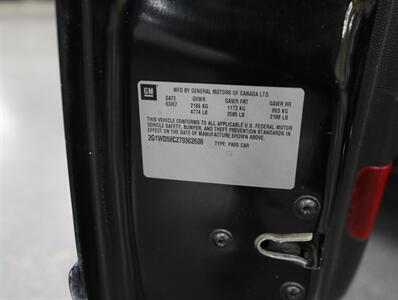 GM
MFD BY GENERAL MOTORS OF CANADA LTD.
DATE GVWR GAWR FRT GAWR RR
03/07 2166 KG 1173 KG 993 KG
4774 LB 2585 LB 2189 LB
THIS VEHICLE CONFORMS TO ALL APPLICABLE U.S. FEDERAL MOTOR
VEHICLE SAFETY, BUMPER, AND THEFT PREVENTION STANDARDS IN
EFFECT ON THE DATE OF MANUFACTURE SHOWN ABOVE.
2G1WD58C279362608 TYPE: PASS CAR